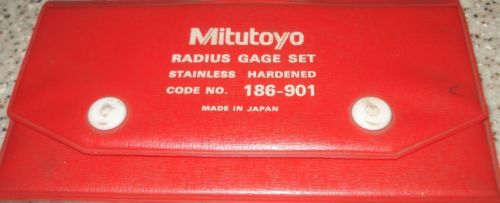 Mitutoyo
RADIUS GAGE SET
STAINLESS HARDENED
CODE NO. 186-901
MADE IN JAPAN